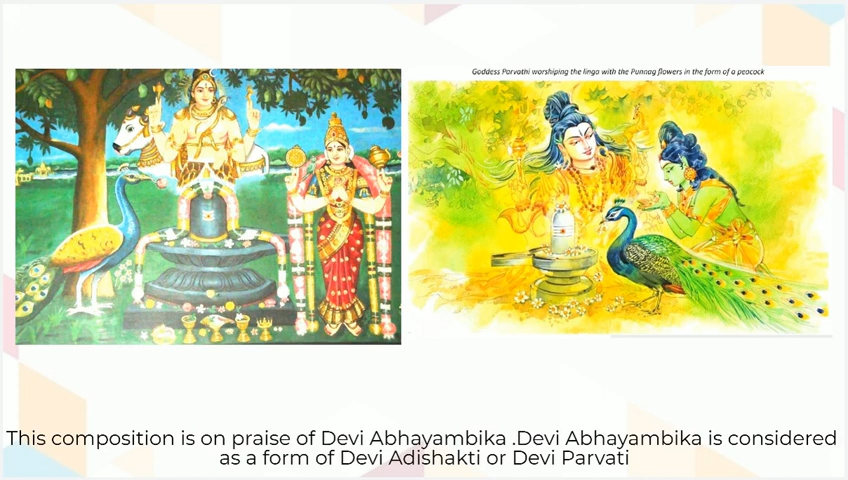 Goddess Parvathi worshiping the linga with the Punnag flowers in the form of a peacock
This composition is on praise of Devi Abhayambika .Devi Abhayambika is considered
as a form of Devi Adishakti or Devi Parvati